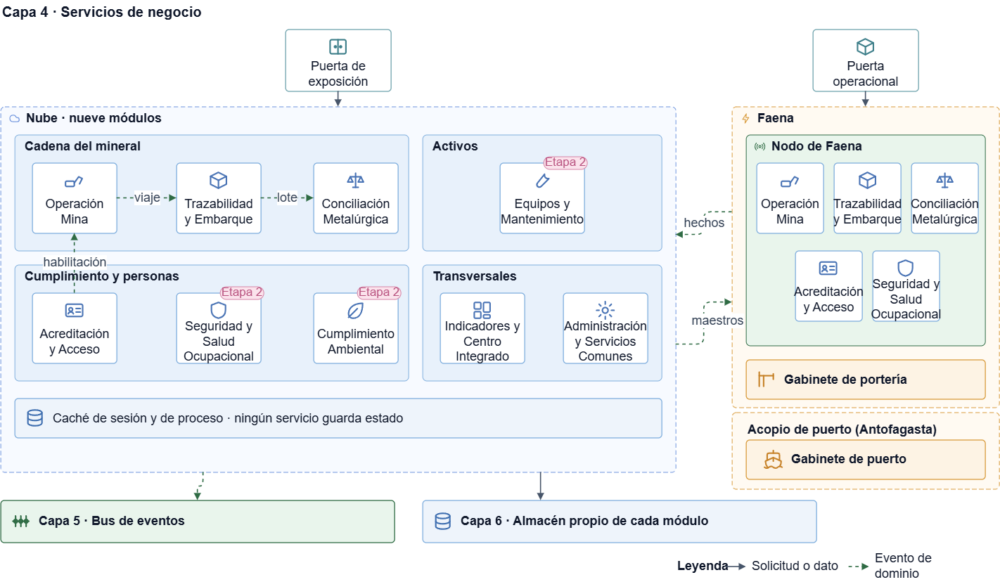 Capa 4 · Servicios de negocio
Puerta de
exposición
Puerta
operacional
Nube · nueve módulos
Cadena del mineral
Operación
Mina
viaje
Trazabilidad
y Embarque
lote
Conciliación
Metalúrgica
Activos
Etapa 2
Equipos y
Mantenimiento
habilitación
Cumplimiento y personas
Acreditación
y Acceso
Etapa 2
Seguridad y
Salud
Ocupacional
Etapa 2
Cumplimiento
Ambiental
Transversales
Indicadores y
Centro
Integrado
Administración
y Servicios
Comunes
Caché de sesión y de proceso · ningún servicio guarda estado
hechos
maestros
Faena
Nodo de Faena
Operación
Mina
Trazabilidad
y Embarque
Conciliación
Metalúrgica
Acreditación
y Acceso
Seguridad y
Salud
Ocupacional
Gabinete de portería
Acopio de puerto (Antofagasta)
Gabinete de puerto
Capa 5 · Bus de eventos
Capa 6 · Almacén propio de cada módulo
Leyenda
Solicitud o dato
Evento de
dominio